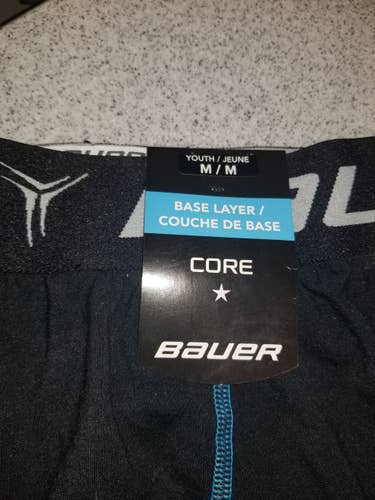 YOUTH / JEUNE
M / M
BASE LAYER /
COUCHE DE BASE
CORE
BAUER